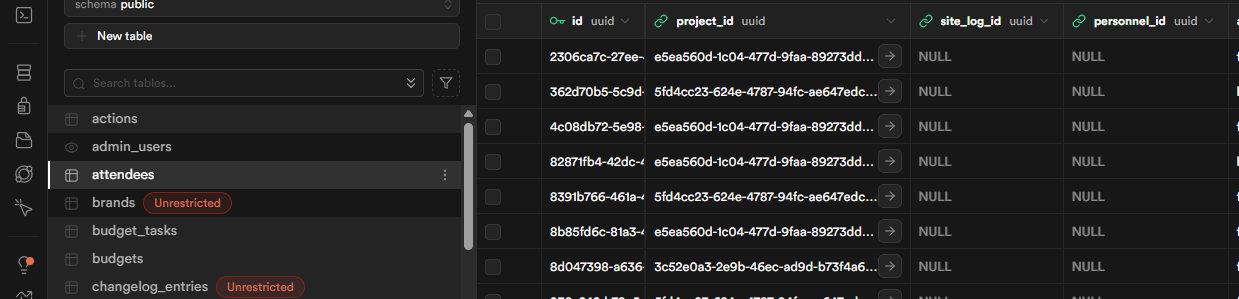 schema public
New table
Search tables...
actions
admin_users
attendees
brands Unrestricted
budget_tasks
budgets
changelog_entries Unrestricted
id uuid project_id uuid site_log_id uuid personnel_id uuid
2306ca7c-27ee- e5ea560d-1c04-477d-9faa-89273dd... NULL NULL
362d70b5-5c9d- 5fd4cc23-624e-4787-94fc-ae647edc... NULL NULL
4c08db72-5e98- e5ea560d-1c04-477d-9faa-89273dd... NULL NULL
82871fb4-42dc-4 e5ea560d-1c04-477d-9faa-89273dd... NULL NULL
8391b766-461a-4 5fd4cc23-624e-4787-94fc-ae647edc... NULL NULL
8b85fd6c-81a3-4 e5ea560d-1c04-477d-9faa-89273dd... NULL NULL
8d047398-a636- 3c52e0a3-2e9b-46ec-ad9d-b73f4a6... NULL NULL